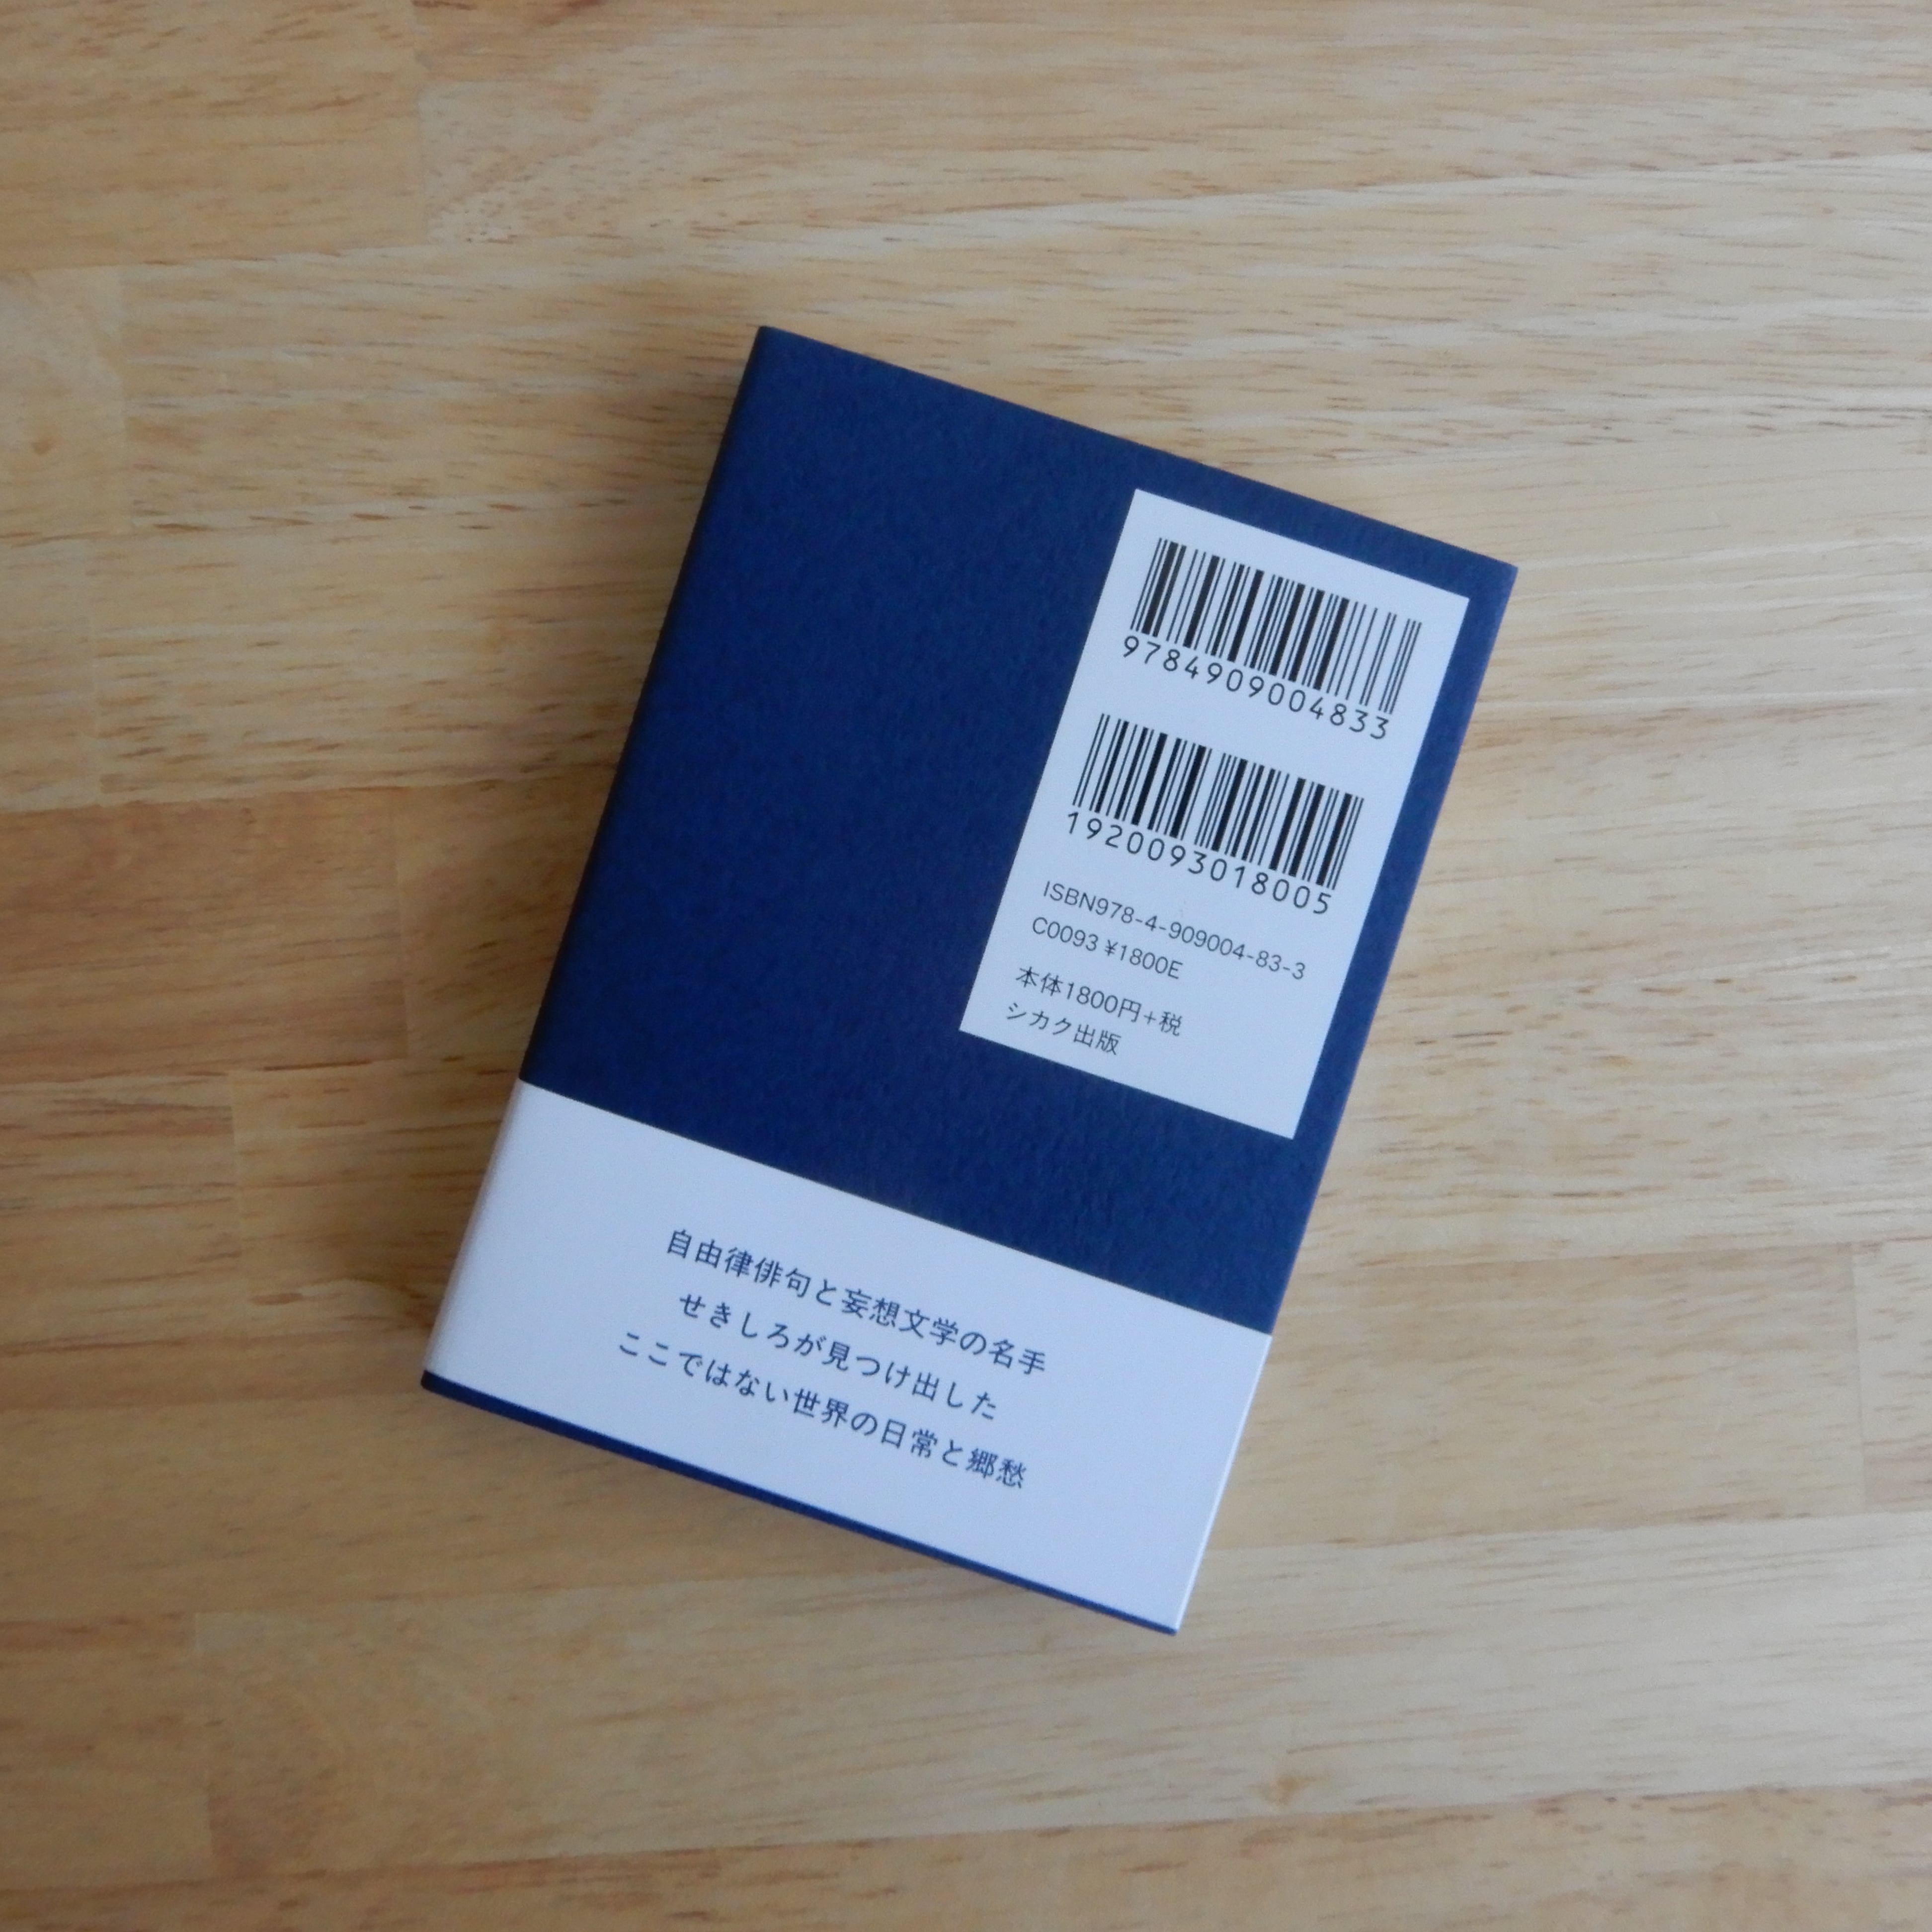 9784909004833
1920093018005
ISBN978-4-909004-83-3
C0093 ¥1800E
本体1800円+税
シカク出版
自由律俳句と妄想文学の名手
せきしろが見つけ出した
ここではない世界の日常と郷愁